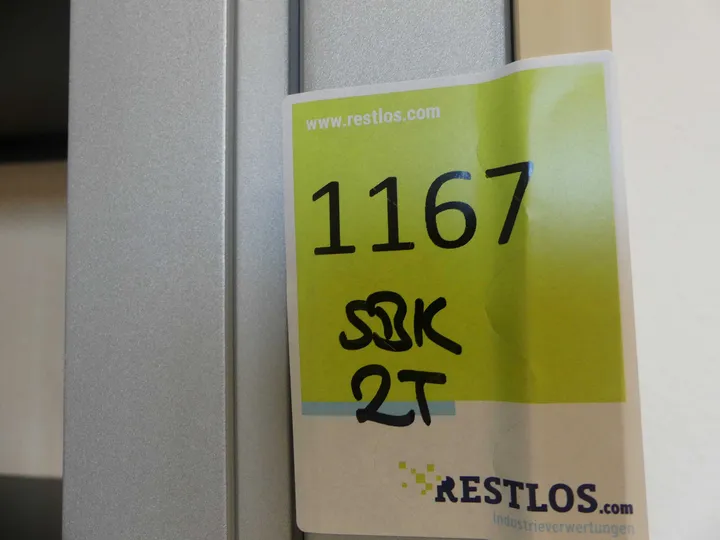 www.restlos.com
1167
SBK
2T
RESTLOS.com
Industrieverwertungen